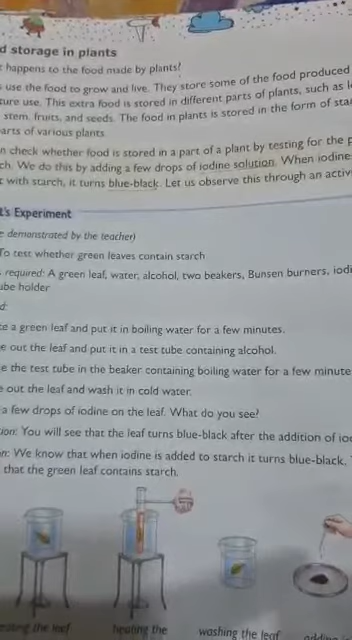 d storage in plants
happens to the food made by plants!
use the food to grow and live. They store some of the food produced
ure use. This extra food is stored in different parts of plants, such as
stem, fruits, and seeds. The food in plants is stored in the form of
arts of various plants.
n check whether food is stored in a part of a plant by testing for the p
ch. We do this by adding a few drops of iodine solution. When iodine
with starch, it turns blue-black. Let us observe this through an activ
t's Experiment
e demonstrated by the teacher)
To test whether green leaves contain starch
required: A green leaf, water, alcohol, two beakers, Bunsen burners, iodi
ube holder
d:
e a green leaf and put it in boiling water for a few minutes.
e out the leaf and put it in a test tube containing alcohol.
e the test tube in the beaker containing boiling water for a few minute
out the leaf and wash it in cold water.
a few drops of iodine on the leaf. What do you see?
ion: You will see that the leaf turns blue-black after the addition of io
n: We know that when iodine is added to starch it turns blue-black.
that the green leaf contains starch.
the leaf
heating the
washing the leaf